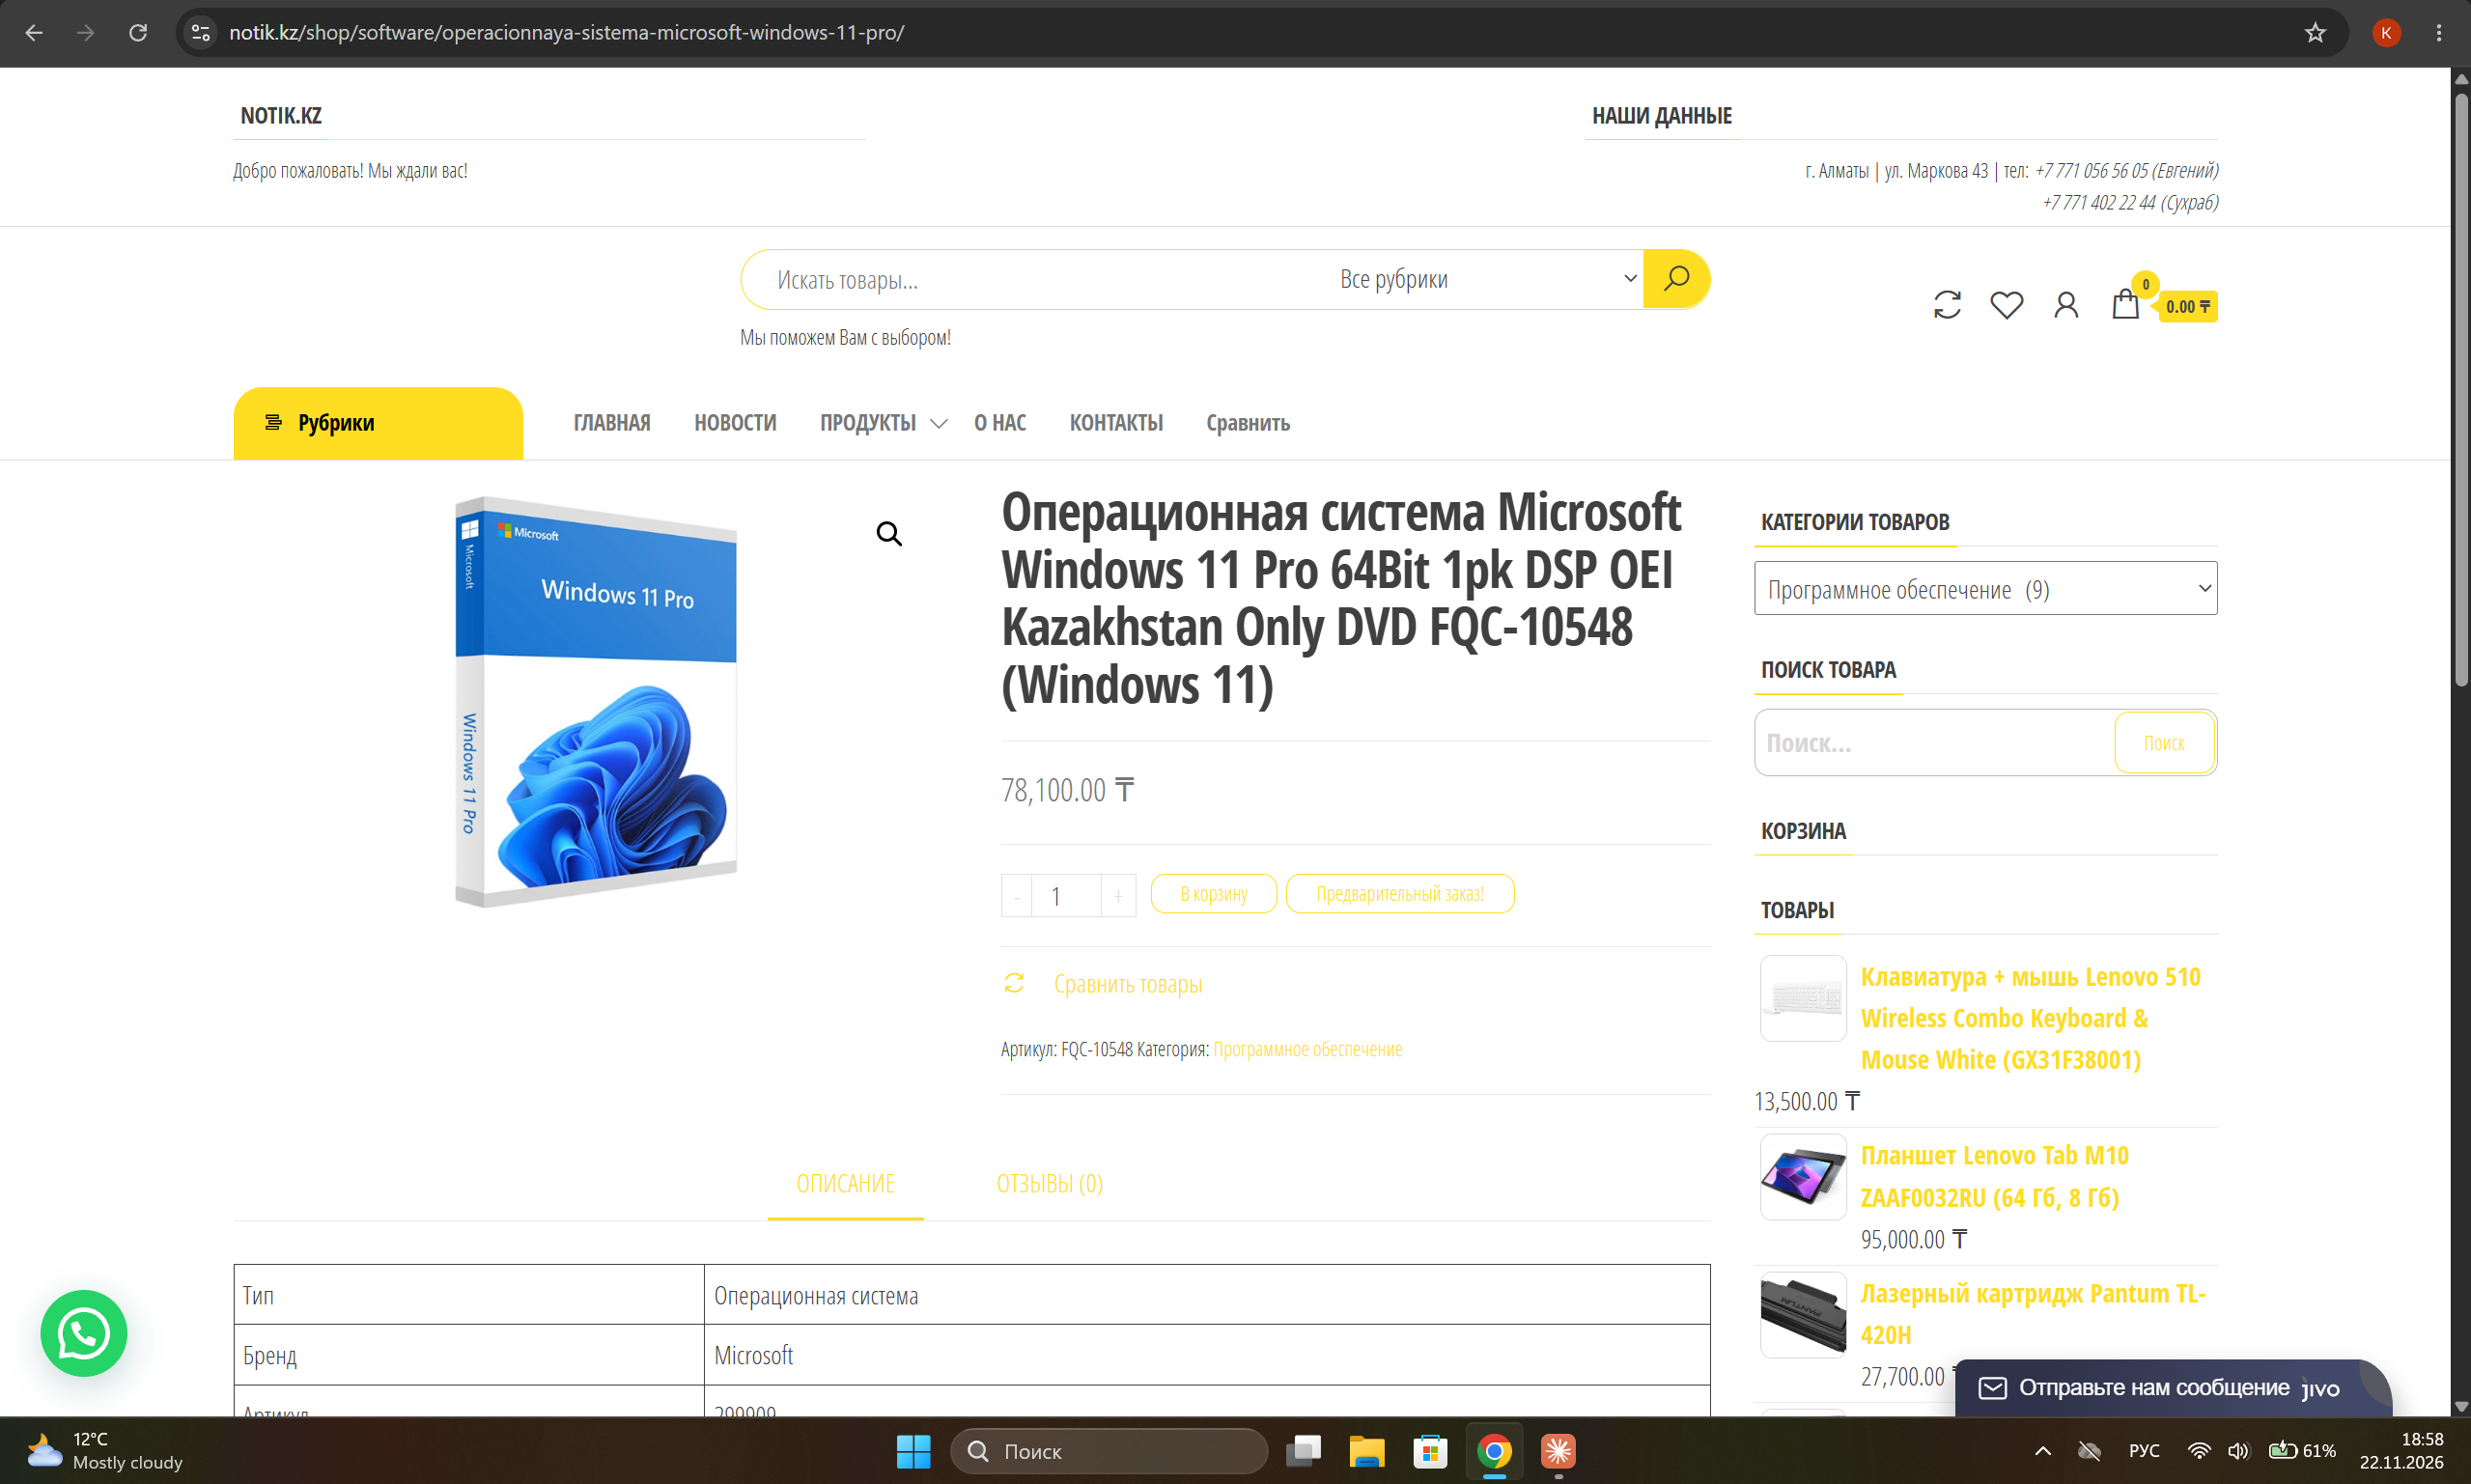 notik.kz/shop/software/operacionnaya-sistema-microsoft-windows-11-pro/
K
NOTIK.KZ
НАШИ ДАННЫЕ
Добро пожаловать! Мы ждали вас!
г. Алматы | ул. Маркова 43 | тел: +7 771 056 56 05 (Евгений)
+7 771 402 22 44 (Сухраб)
Искать товары...
Все рубрики
0
0.00 ₸
Мы поможем Вам с выбором!
Рубрики
ГЛАВНАЯ
НОВОСТИ
ПРОДУКТЫ
О НАС
КОНТАКТЫ
Сравнить
Microsoft
Microsoft
Windows 11 Pro
Windows 11 Pro
Операционная система Microsoft
Windows 11 Pro 64Bit 1pk DSP OEI
Kazakhstan Only DVD FQC-10548
(Windows 11)
78,100.00 ₸
-
1
+
В корзину
Предварительный заказ!
Сравнить товары
Артикул: FQC-10548 Категория: Программное обеспечение
ОПИСАНИЕ
ОТЗЫВЫ (0)
Тип
Операционная система
Бренд
Microsoft
Артикул
299909
КАТЕГОРИИ ТОВАРОВ
Программное обеспечение (9)
ПОИСК ТОВАРА
Поиск...
Поиск
КОРЗИНА
ТОВАРЫ
Клавиатура + мышь Lenovo 510
Wireless Combo Keyboard &
Mouse White (GX31F38001)
13,500.00 ₸
Планшет Lenovo Tab M10
ZAAF0032RU (64 Гб, 8 Гб)
95,000.00 ₸
PANTUM
Лазерный картридж Pantum TL-
420H
27,700.00 ₸
Отправьте нам сообщение jivo
12°C
Mostly cloudy
Поиск
РУС
61%
18:58
22.11.2026